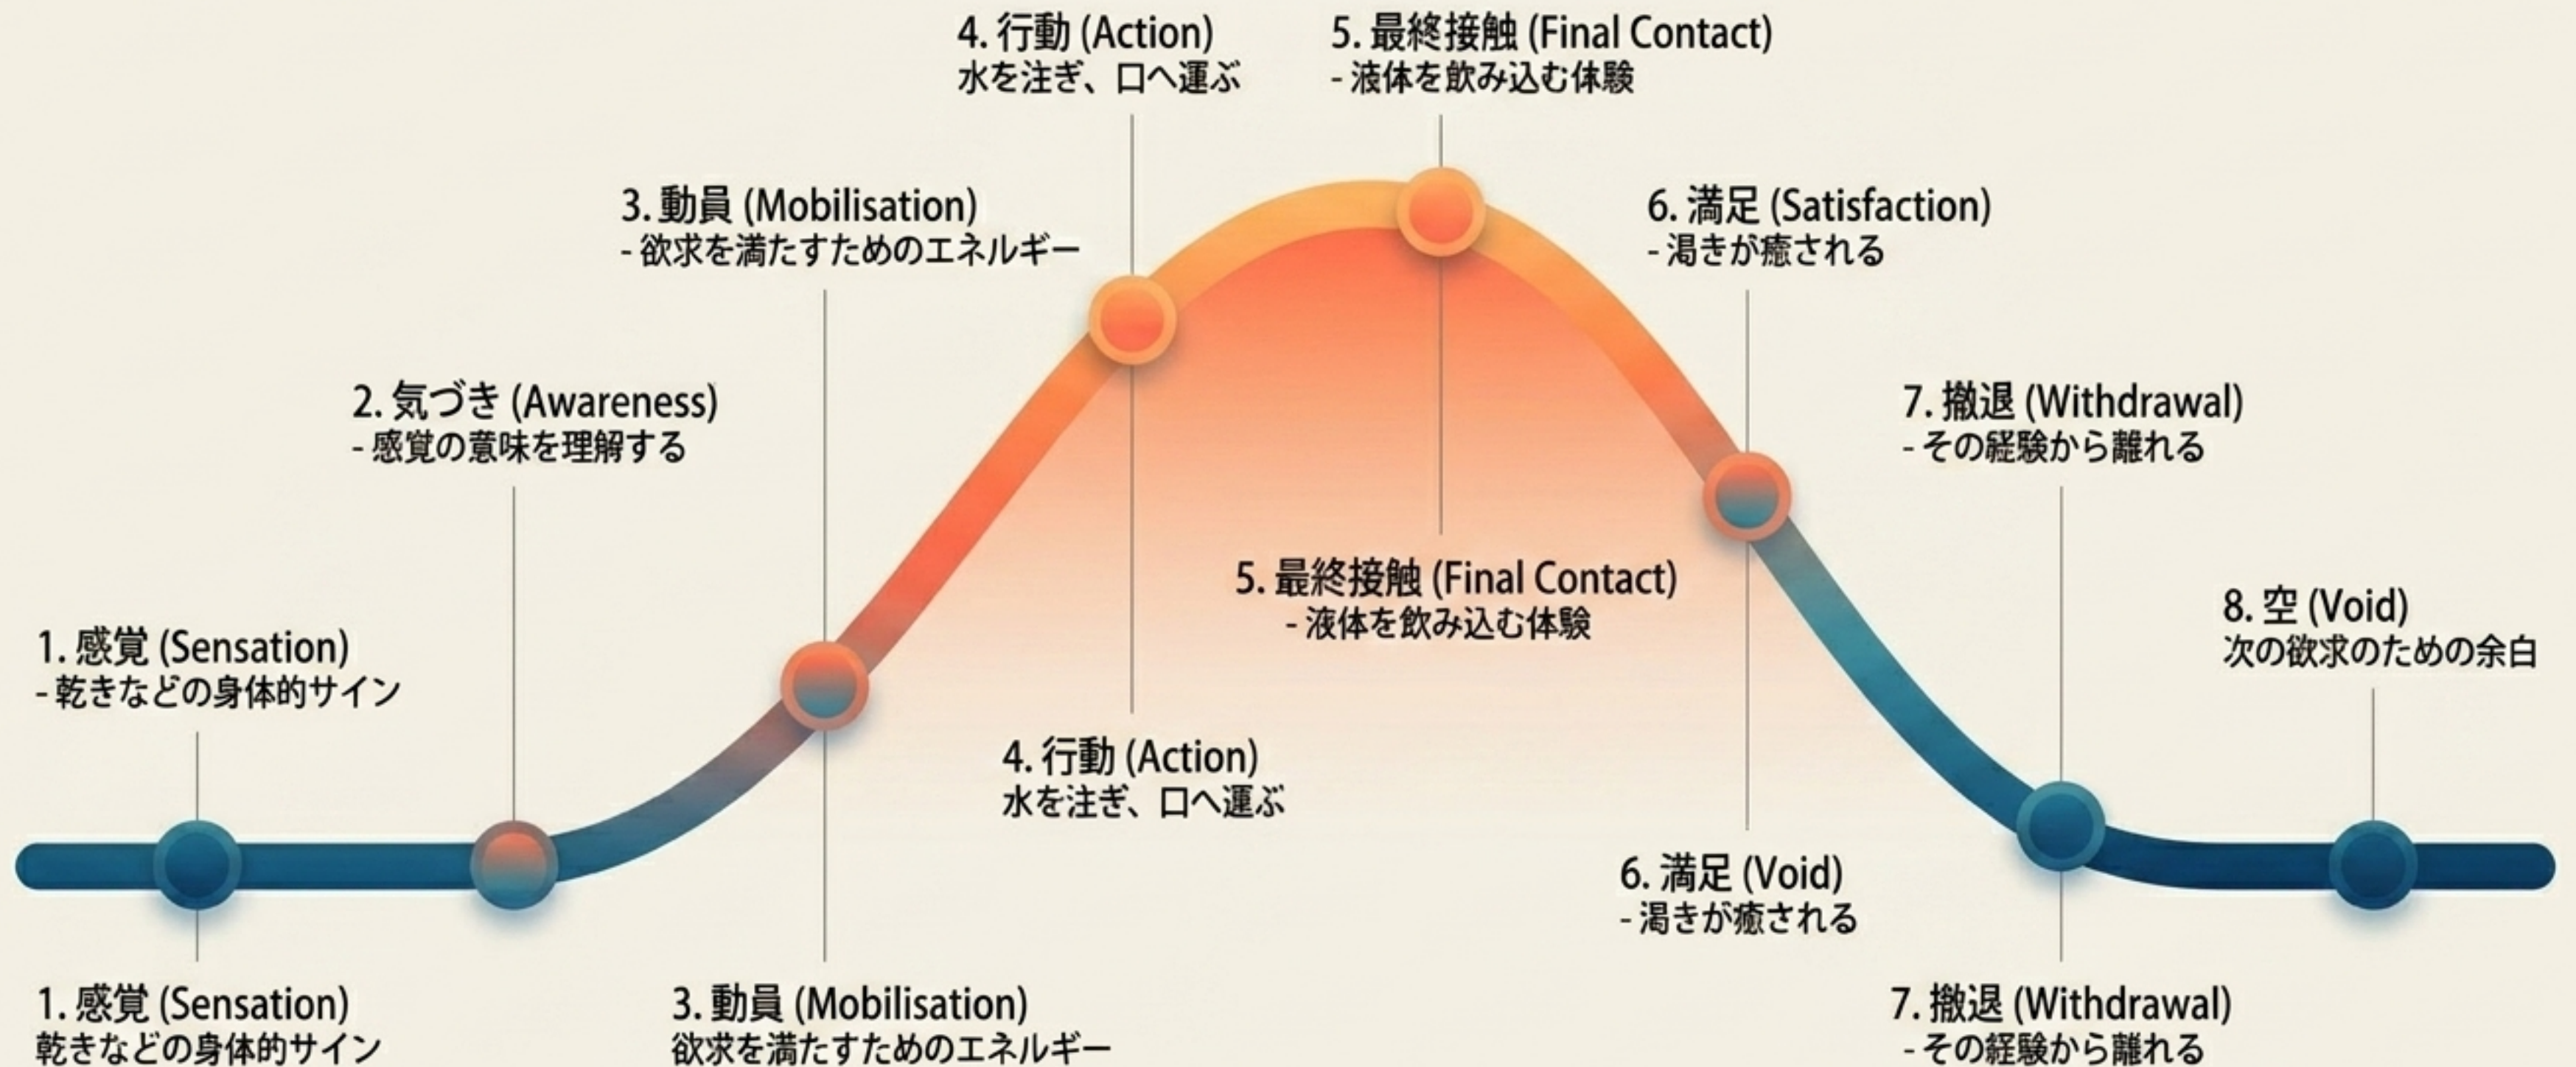 4. 行動 (Action)
水を注ぎ、口へ運ぶ
5. 最終接触 (Final Contact)
- 液体を飲み込む体験
3. 動員 (Mobilisation)
- 欲求を満たすためのエネルギー
6. 満足 (Satisfaction)
- 渇きが癒される
2. 気づき (Awareness)
- 感覚の意味を理解する
7. 撤退 (Withdrawal)
- その経験から離れる
1. 感覚 (Sensation)
- 乾きなどの身体的サイン
5. 最終接触 (Final Contact)
- 液体を飲み込む体験
8. 空 (Void)
次の欲求のための余白
4. 行動 (Action)
水を注ぎ、口へ運ぶ
6. 満足 (Void)
- 渇きが癒される
1. 感覚 (Sensation)
乾きなどの身体的サイン
3. 動員 (Mobilisation)
欲求を満たすためのエネルギー
7. 撤退 (Withdrawal)
- その経験から離れる